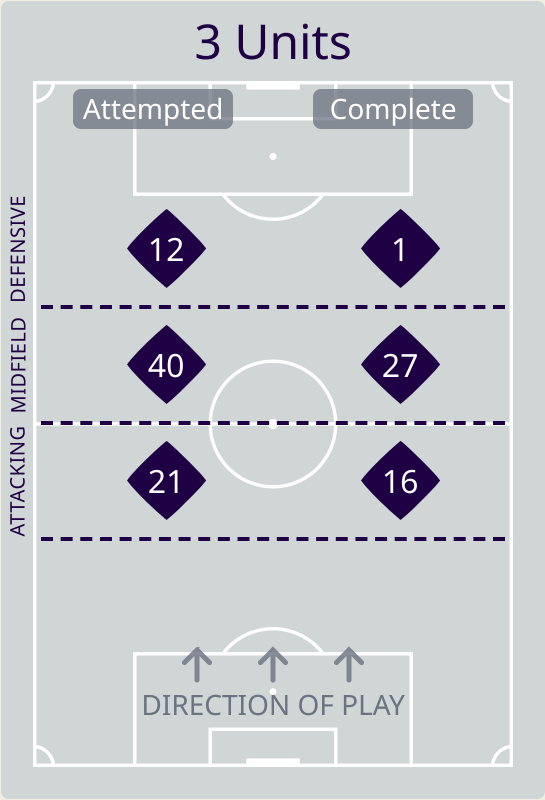 3 Units
Attempted Complete
DEFENSIVE
12 1
MIDFIELD
40 27
ATTACKING
21 16
DIRECTION OF PLAY